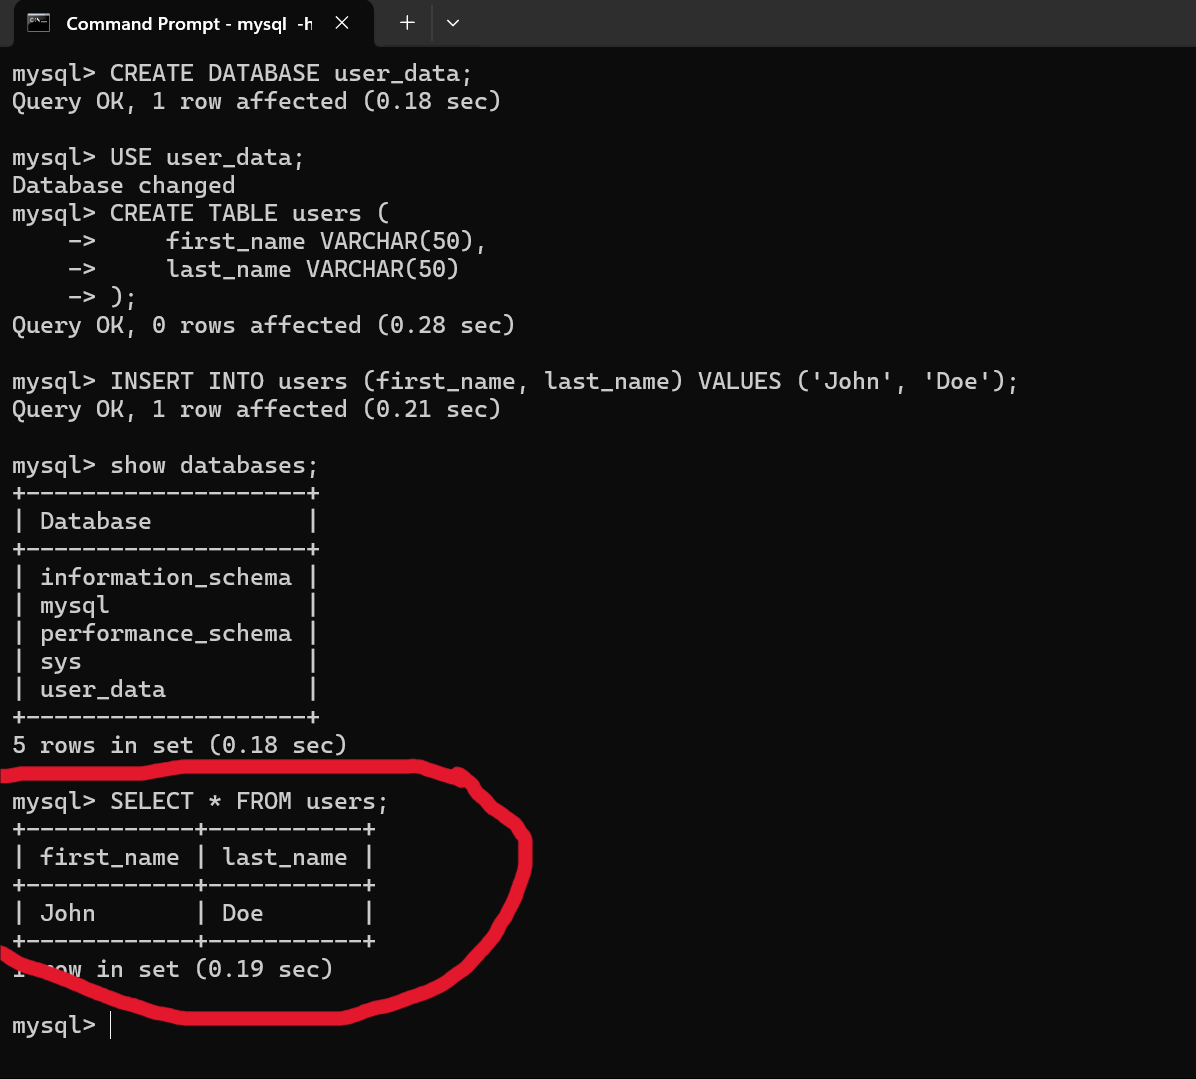 Command Prompt - mysql -h
mysql> CREATE DATABASE user_data;
Query OK, 1 row affected (0.18 sec)
mysql> USE user_data;
Database changed
mysql> CREATE TABLE users (
    ->     first_name VARCHAR(50),
    ->     last_name VARCHAR(50)
    -> );
Query OK, 0 rows affected (0.28 sec)
mysql> INSERT INTO users (first_name, last_name) VALUES ('John', 'Doe');
Query OK, 1 row affected (0.21 sec)
mysql> show databases;
+--------------------+
| Database           |
+--------------------+
| information_schema |
| mysql              |
| performance_schema |
| sys                |
| user_data          |
+--------------------+
5 rows in set (0.18 sec)
mysql> SELECT * FROM users;
+------------+-----------+
| first_name | last_name |
+------------+-----------+
| John       | Doe       |
+------------+-----------+
1 row in set (0.19 sec)
mysql>